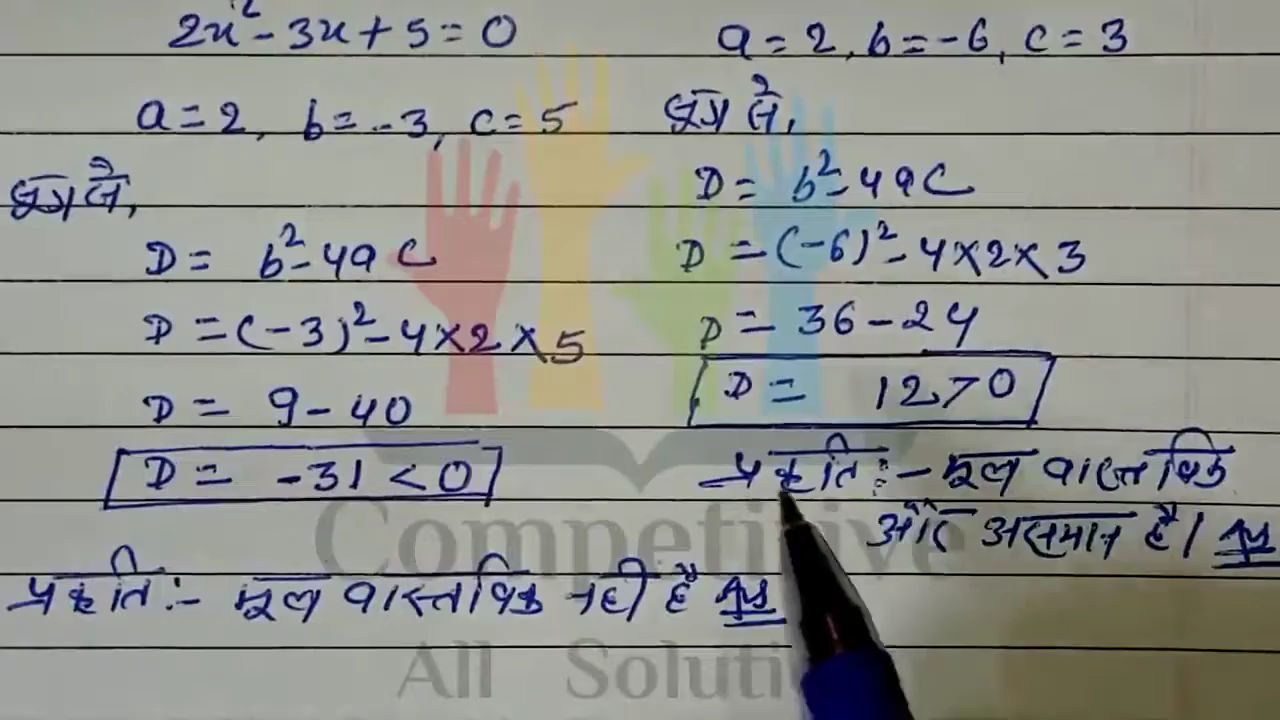 2x² - 3x + 5 = 0
a = 2, b = -3, c = 5
D = b² - 4ac
D = (-3)² - 4×2×5
D = 9 - 40
D = -31 < 0
प्रकृति :- मूल वास्तविक नही है Ans
a = 2, b = -6, c = 3
D = b² - 4ac
D = (-6)² - 4×2×3
D = 36 - 24
D = 12 > 0
प्रकृति :- मूल वास्तविक
और असमान है। Ans
Competitive
All Soluti